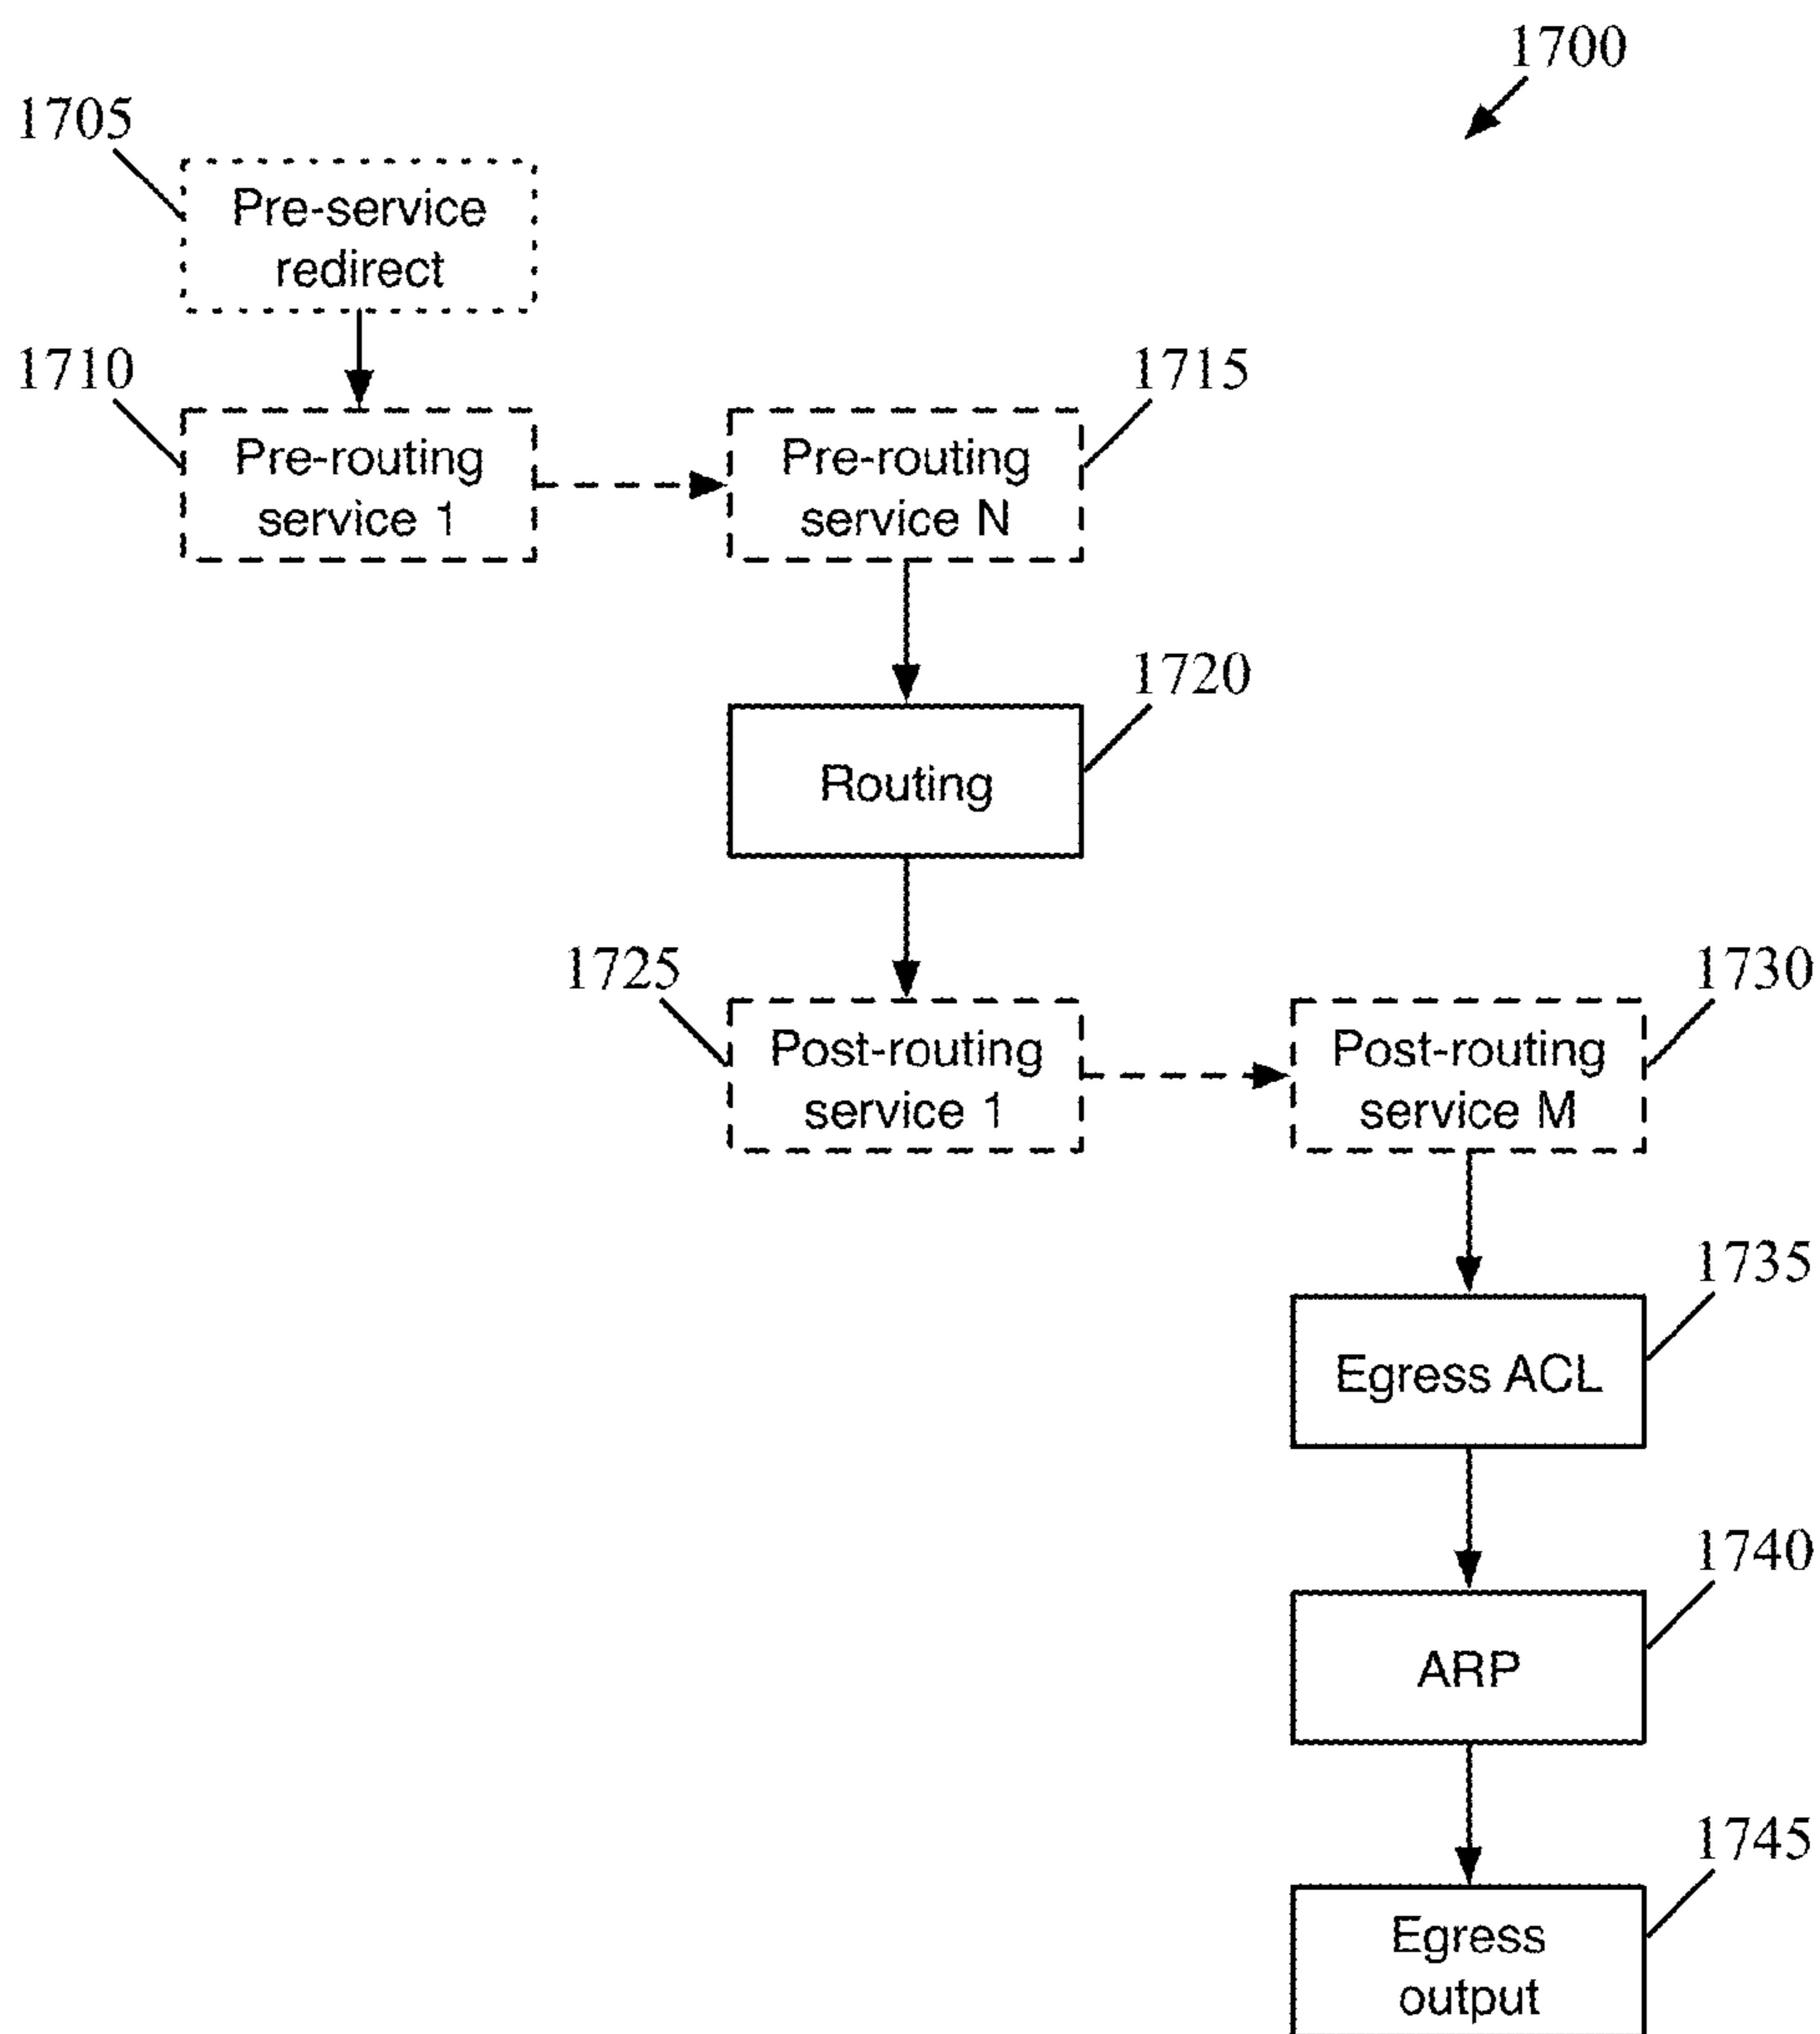 1700
1705
Pre-service
redirect
1710
Pre-routing
service 1
1715
Pre-routing
service N
1720
Routing
1725
Post-routing
service 1
1730
Post-routing
service M
1735
Egress ACL
1740
ARP
1745
Egress
output